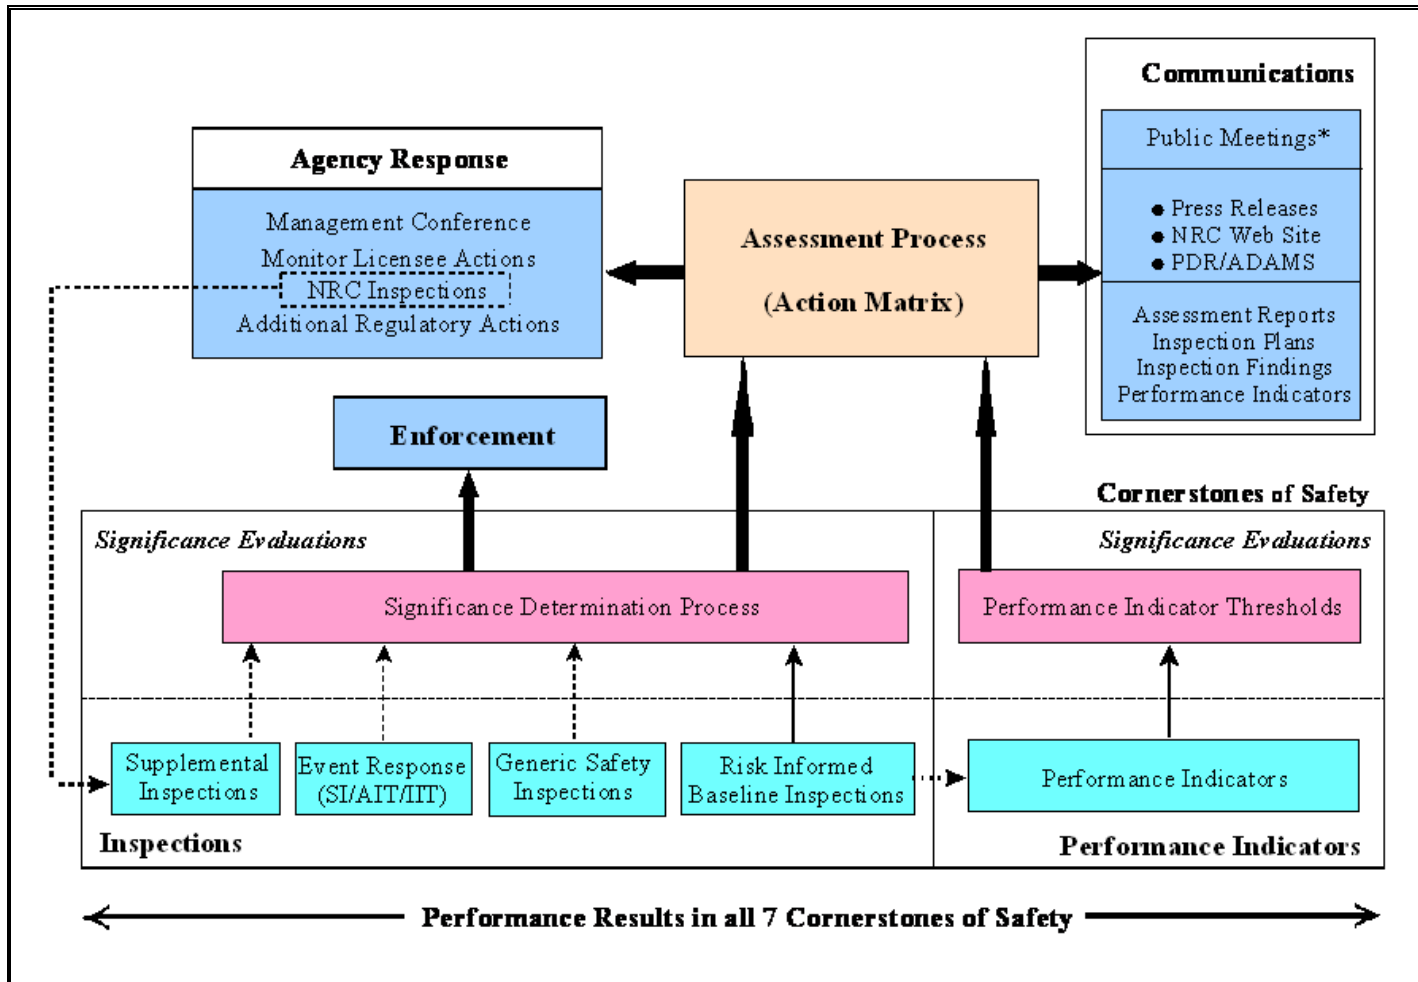 Communications
Public Meetings*
● Press Releases
● NRC Web Site
● PDR/ADAMS
Assessment Reports
Inspection Plans
Inspection Findings
Performance Indicators
Agency Response
Management Conference
Monitor Licensee Actions
NRC Inspections
Additional Regulatory Actions
Assessment Process
(Action Matrix)
Enforcement
Cornerstones of Safety
Significance Evaluations
Significance Evaluations
Significance Determination Process
Performance Indicator Thresholds
Supplemental
Inspections
Event Response
(SI/AIT/IIT)
Generic Safety
Inspections
Risk Informed
Baseline Inspections
Performance Indicators
Inspections
Performance Indicators
Performance Results in all 7 Cornerstones of Safety